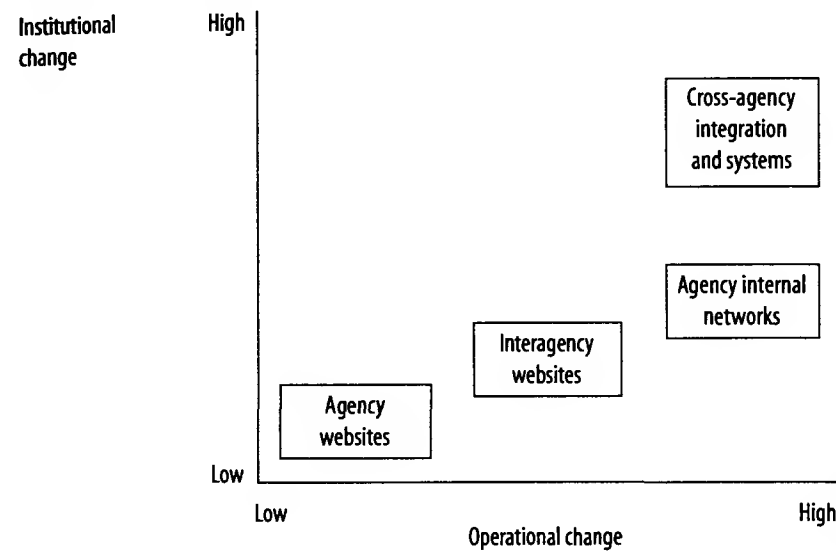 Institutional
change
High
Cross-agency
integration
and systems
Agency internal
networks
Interagency
websites
Agency
websites
Low
Low
High
Operational change